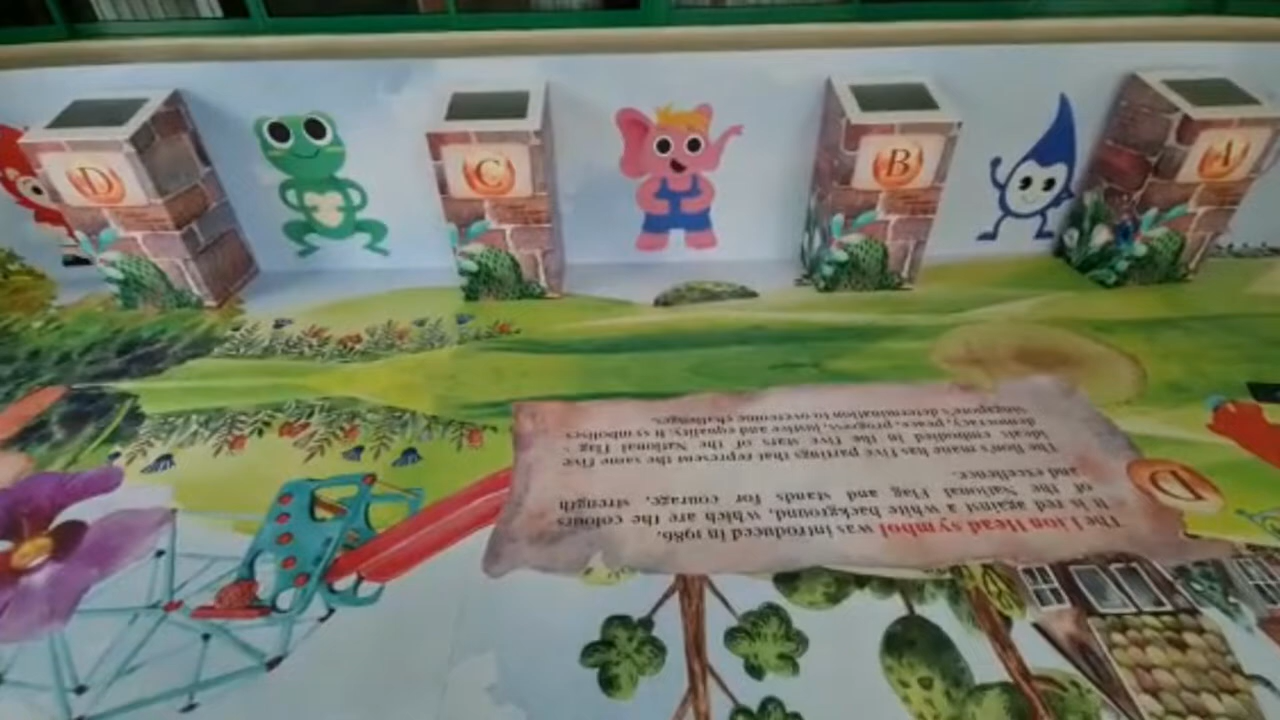 D
C
B
A
D
The Lion Head symbol was introduced in 1986.
It is red against a white background, which are the colours
of the National Flag and stands for courage, strength
and excellence.
The lion's mane has five partings that represent the same five
ideals embodied in the five stars of the National Flag -
democracy, peace, progress, justice and equality. It symbolises
Singapore's determination to overcome challenges.